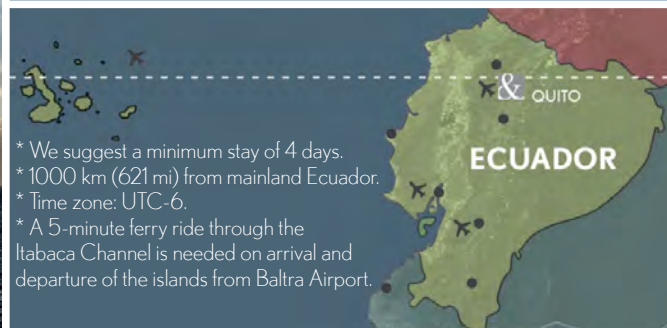 & QUITO
ECUADOR
* We suggest a minimum stay of 4 days.
* 1000 km (621 mi) from mainland Ecuador.
* Time zone: UTC-6.
* A 5-minute ferry ride through the
Itabaca Channel is needed on arrival and
departure of the islands from Baltra Airport.